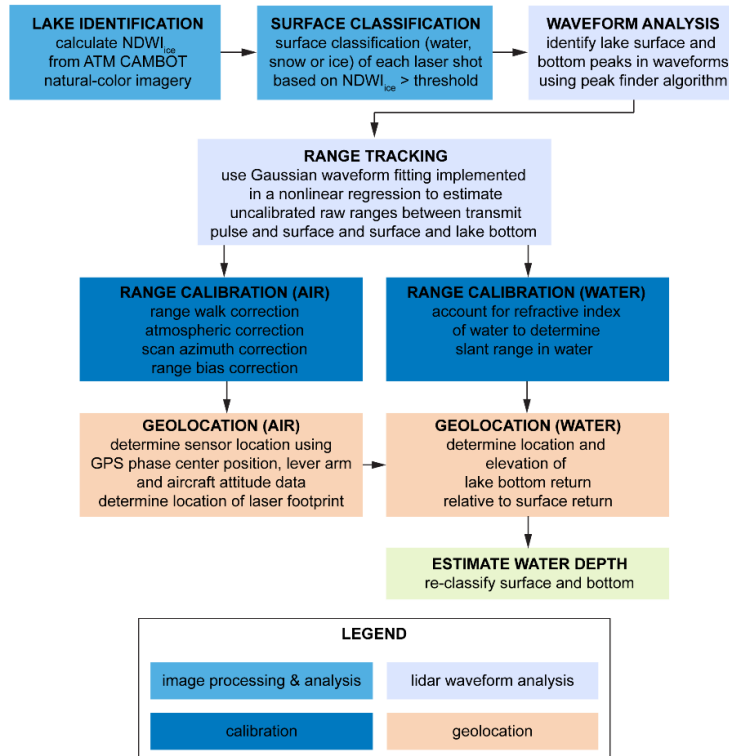 LAKE IDENTIFICATION
calculate NDWIice
from ATM CAMBOT
natural-color imagery
SURFACE CLASSIFICATION
surface classification (water,
snow or ice) of each laser shot
based on NDWIice > threshold
WAVEFORM ANALYSIS
identify lake surface and
bottom peaks in waveforms
using peak finder algorithm
RANGE TRACKING
use Gaussian waveform fitting implemented
in a nonlinear regression to estimate
uncalibrated raw ranges between transmit
pulse and surface and surface and lake bottom
RANGE CALIBRATION (AIR)
range walk correction
atmospheric correction
scan azimuth correction
range bias correction
RANGE CALIBRATION (WATER)
account for refractive index
of water to determine
slant range in water
GEOLOCATION (AIR)
determine sensor location using
GPS phase center position, lever arm
and aircraft attitude data
determine location of laser footprint
GEOLOCATION (WATER)
determine location and
elevation of
lake bottom return
relative to surface return
ESTIMATE WATER DEPTH
re-classify surface and bottom
LEGEND
image processing & analysis
lidar waveform analysis
calibration
geolocation